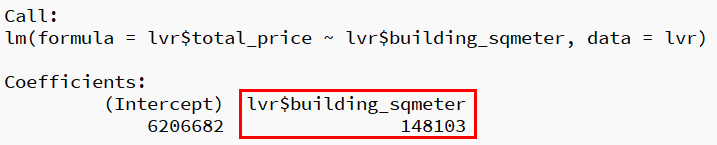 Call:
lm(formula = lvr$total_price ~ lvr$building_sqmeter, data = lvr)
Coefficients:
(Intercept) lvr$building_sqmeter
6206682 148103